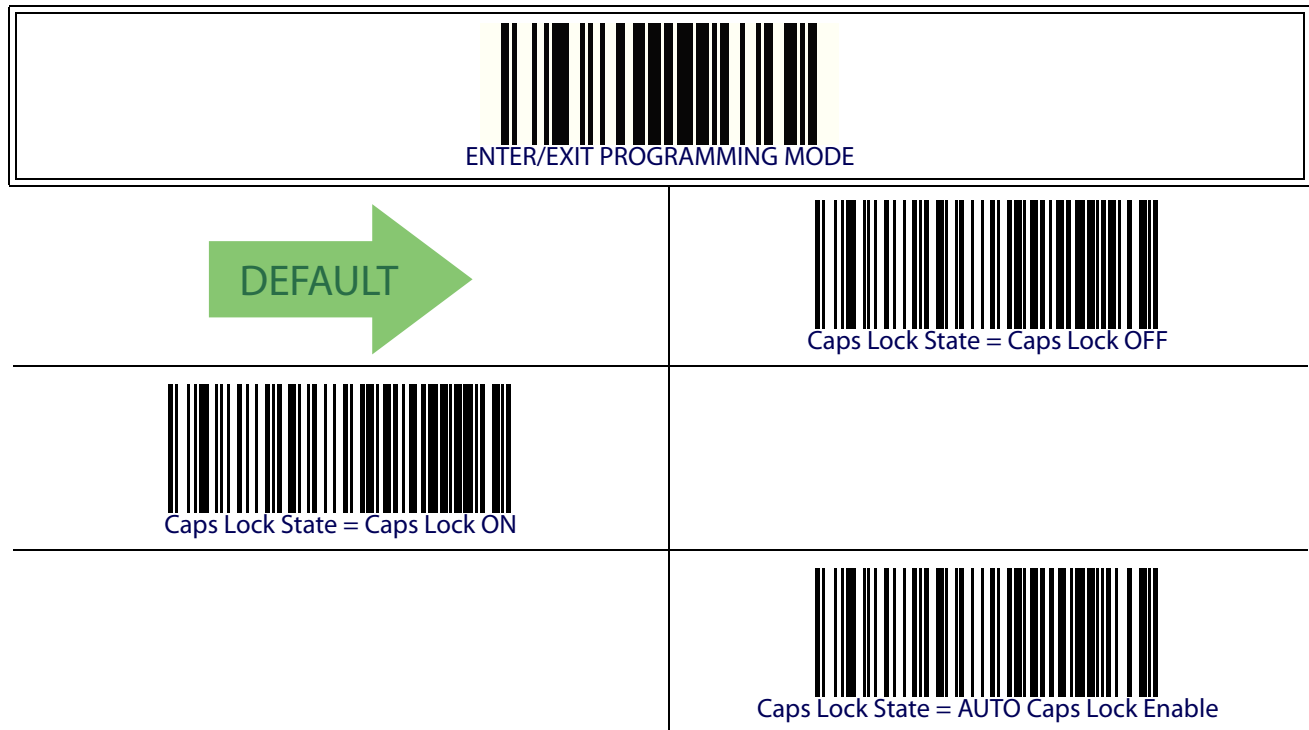 ENTER/EXIT PROGRAMMING MODE
DEFAULT
Caps Lock State = Caps Lock OFF
Caps Lock State = Caps Lock ON
Caps Lock State = AUTO Caps Lock Enable